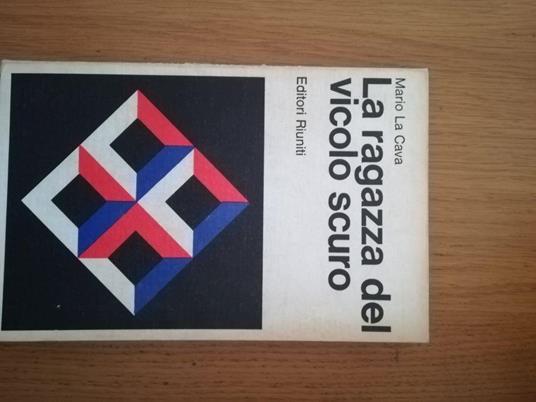 Mario La Cava
La ragazza del
vicolo scuro
Editori Riuniti